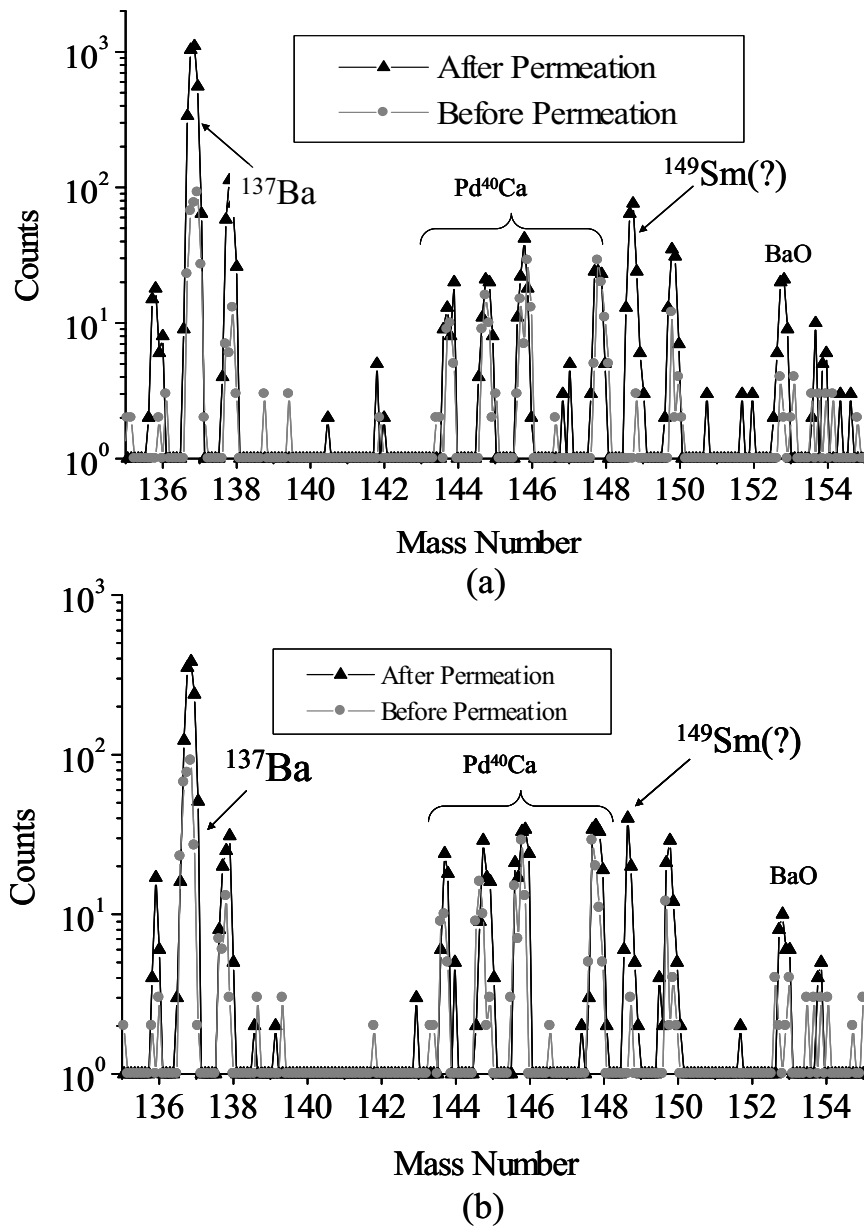 10³
10²
10¹
10⁰
Counts
After Permeation
Before Permeation
¹³⁷Ba
Pd⁴⁰Ca
¹⁴⁹Sm(?)
BaO
136 138 140 142 144 146 148 150 152 154
Mass Number
(a)
10³
10²
10¹
10⁰
Counts
After Permeation
Before Permeation
¹³⁷Ba
Pd⁴⁰Ca
¹⁴⁹Sm(?)
BaO
136 138 140 142 144 146 148 150 152 154
Mass Number
(b)